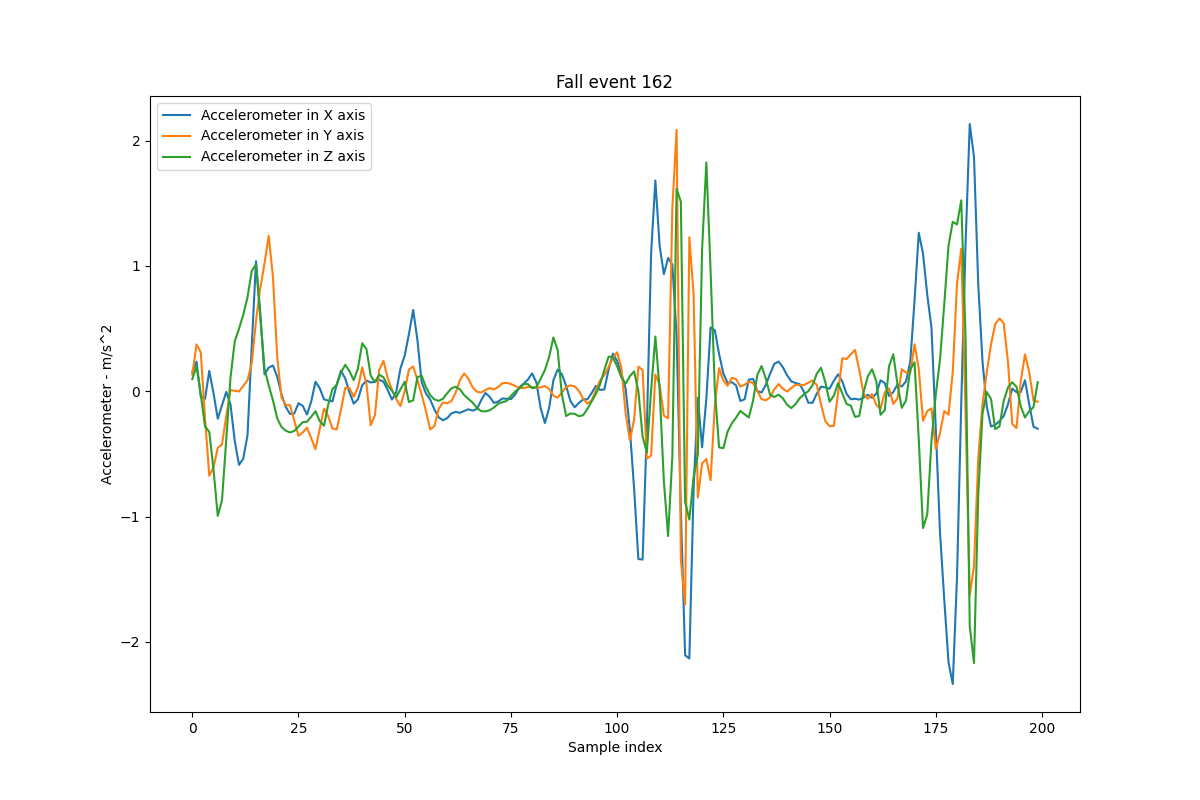 Fall event 162
Accelerometer in X axis
Accelerometer in Y axis
Accelerometer in Z axis
Accelerometer - m/s^2
2
1
0
−1
−2
0 25 50 75 100 125 150 175 200
Sample index